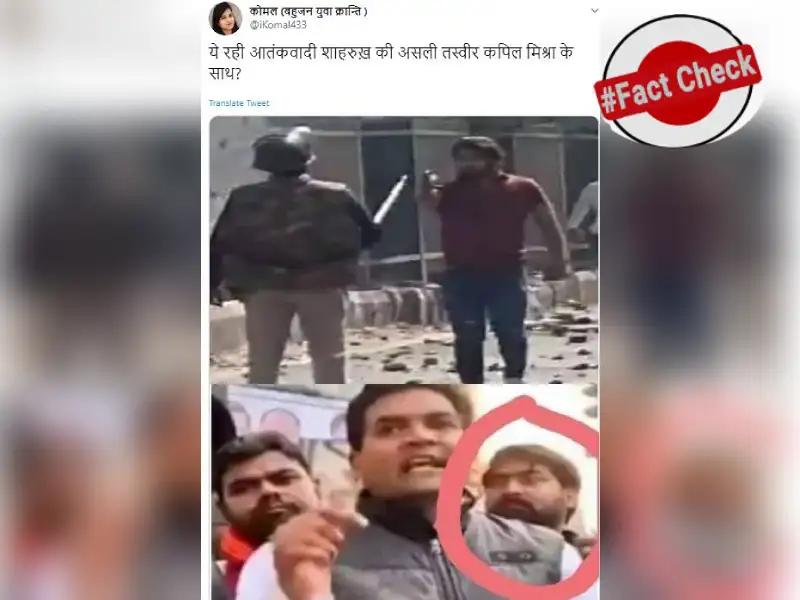 कोमल (बहुजन युवा क्रान्ति )
@iKomal433
ये रही आतंकवादी शाहरुख़ की असली तस्वीर कपिल मिश्रा के
साथ?
Translate Tweet
#Fact Check